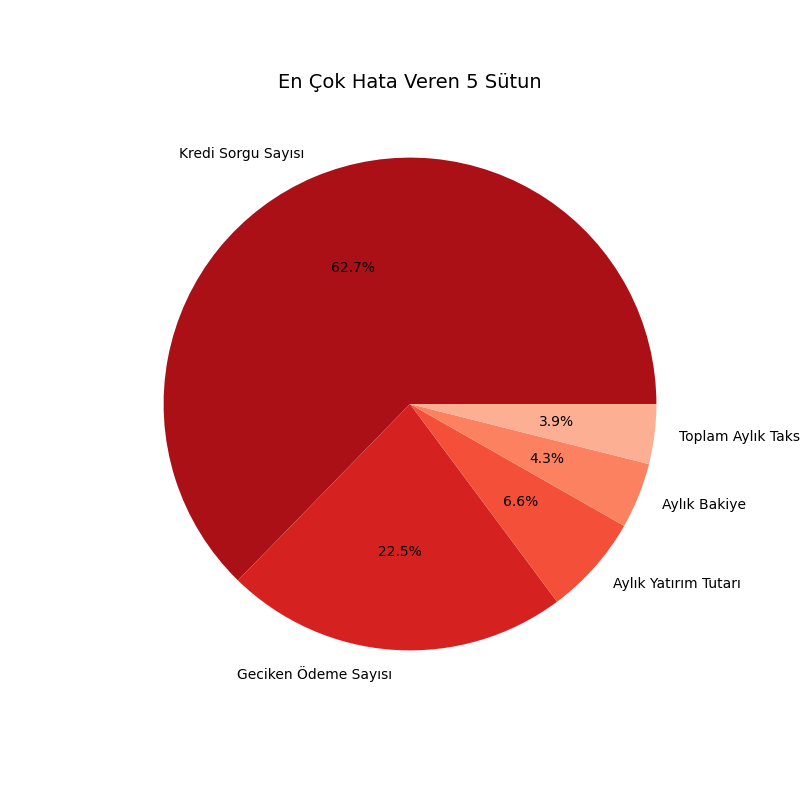 En Çok Hata Veren 5 Sütun
Kredi Sorgu Sayısı
62.7%
3.9%
Toplam Aylık Taks
4.3%
6.6%
Aylık Bakiye
22.5%
Aylık Yatırım Tutarı
Geciken Ödeme Sayısı